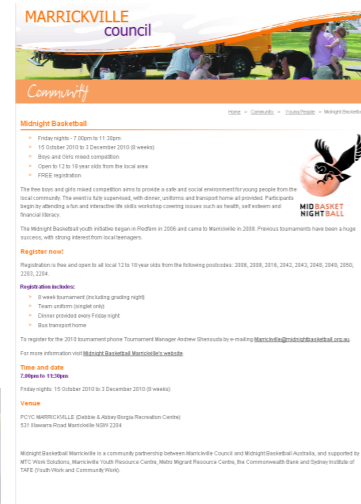 MARRICKVILLE
council
Community
Home » Community » Young People » Midnight Basketball
Midnight Basketball
Friday nights - 7.00pm to 11.30pm
15 October 2010 to 3 December 2010 (8 weeks)
Boys and Girls mixed competition
Open to 12 to 18 year olds from the local area
FREE registration
MIDBASKET
NIGHTBALL
The free boys and girls mixed competition aims to provide a safe and social environment for young people from the
local community. The event is fully supervised, with dinner, uniforms and transport home all provided. Participants
begin by attending a fun and interactive life skills workshop covering issues such as health, self esteem and
financial literacy.
The Midnight Basketball youth initiative began in Redfern in 2006 and came to Marrickville in 2008. Previous tournaments have been a huge
success, with strong interest from local teenagers.
Register now!
Registration is free and open to all local 12 to 18 year olds from the following postcodes: 2006, 2008, 2016, 2042, 2043, 2048, 2049, 2050,
2203, 2204.
Registration includes:
8 week tournament (including grading night)
Team uniform (singlet only)
Dinner provided every Friday night
Bus transport home
To register for the 2010 tournament phone Tournament Manager Andrew by e-mailing Marrickville@midnightbasketball.org.au.
For more information visit Midnight Basketball Marrickville's website.
Time and date
7.00pm to 11:30pm
Friday nights: 15 October 2010 to 3 December 2010 (8 weeks)
Venue
PCYC MARRICKVILLE (Debbie & Abbey Borgia Recreation Centre)
531 Illawarra Road Marrickville NSW 2204
Midnight Basketball Marrickville is a community partnership between Marrickville Council and Midnight Basketball Australia, and supported by
MTC Work Solutions, Marrickville Youth Resource Centre, Metro Migrant Resource Centre, the Commonwealth Bank and Sydney Institute of
TAFE (Youth Work and Community Work).